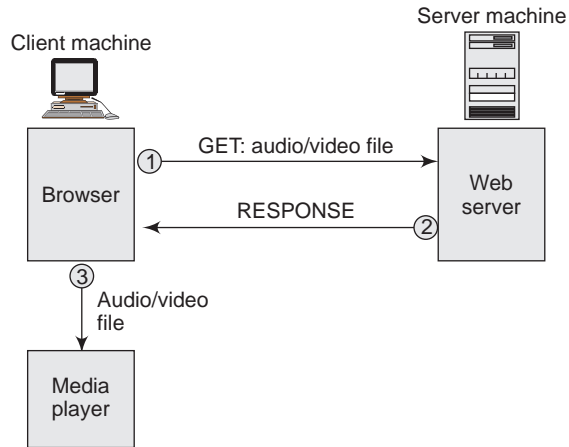 Server machine
Client machine
1
GET: audio/video file
Browser
Web
server
RESPONSE
2
3
Audio/video
file
Media
player